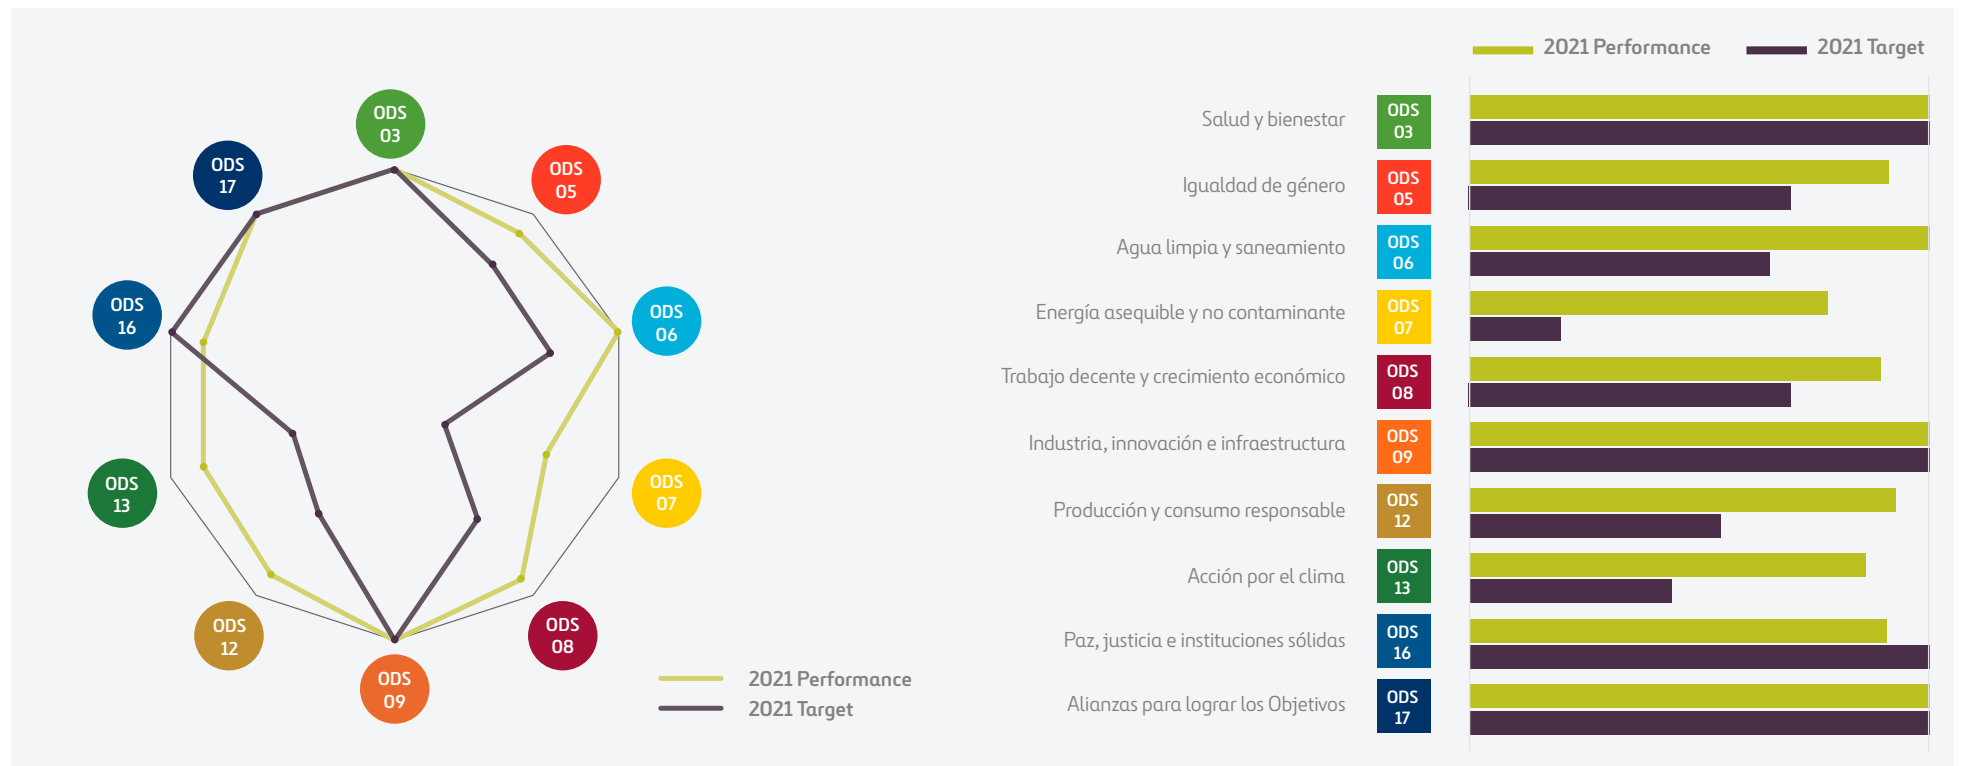 ODS
03
ODS
05
ODS
06
ODS
07
ODS
08
ODS
09
ODS
12
ODS
13
ODS
16
ODS
17
2021 Performance
2021 Target
2021 Performance
2021 Target
Salud y bienestar
ODS
03
Igualdad de género
ODS
05
Agua limpia y saneamiento
ODS
06
Energía asequible y no contaminante
ODS
07
Trabajo decente y crecimiento económico
ODS
08
Industria, innovación e infraestructura
ODS
09
Producción y consumo responsable
ODS
12
Acción por el clima
ODS
13
Paz, justicia e instituciones sólidas
ODS
16
Alianzas para lograr los Objetivos
ODS
17